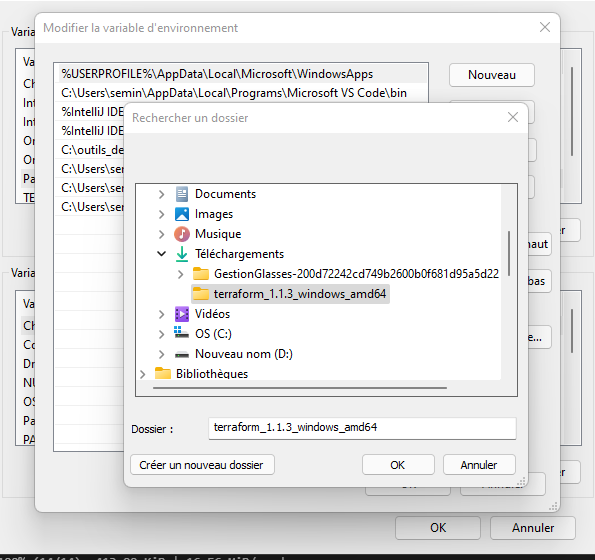 Modifier la variable d'environnement
Varia
Va
Ch
Int
Int
On
On
Pa
TE
%USERPROFILE%\AppData\Local\Microsoft\WindowsApps
C:\Users\semin\AppData\Local\Programs\Microsoft VS Code\bin
%IntelliJ IDE
%IntelliJ IDE
C:\outils_de
C:\Users\sem
C:\Users\sem
C:\Users\sem
Nouveau
er
naut
bas
e...
Rechercher un dossier
Documents
Images
Musique
Téléchargements
GestionGlasses-200d72242cd749b2600b0f681d95a5d22
terraform_1.1.3_windows_amd64
Vidéos
OS (C:)
Nouveau nom (D:)
Bibliothèques
Dossier :
terraform_1.1.3_windows_amd64
Créer un nouveau dossier
OK
Annuler
Varia
Va
Ch
Co
Dr
NU
OS
Pa
PA
er
OK
Annuler